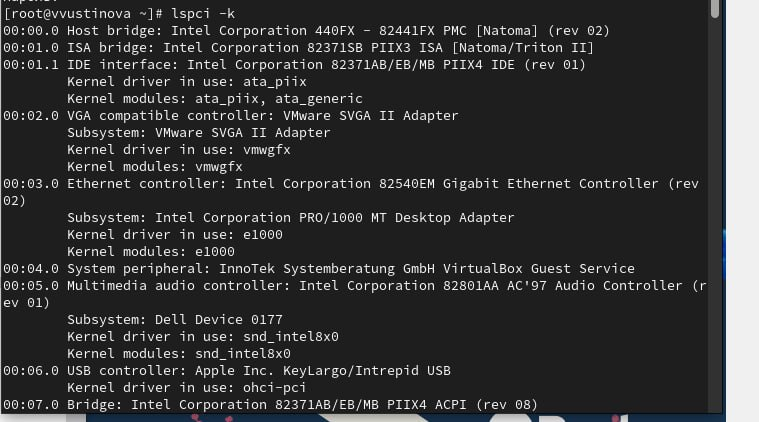 [root@vvustinova ~]# lspci -k
00:00.0 Host bridge: Intel Corporation 440FX - 82441FX PMC [Natoma] (rev 02)
00:01.0 ISA bridge: Intel Corporation 82371SB PIIX3 ISA [Natoma/Triton II]
00:01.1 IDE interface: Intel Corporation 82371AB/EB/MB PIIX4 IDE (rev 01)
Kernel driver in use: ata_piix
Kernel modules: ata_piix, ata_generic
00:02.0 VGA compatible controller: VMware SVGA II Adapter
Subsystem: VMware SVGA II Adapter
Kernel driver in use: vmwgfx
Kernel modules: vmwgfx
00:03.0 Ethernet controller: Intel Corporation 82540EM Gigabit Ethernet Controller (rev
02)
Subsystem: Intel Corporation PRO/1000 MT Desktop Adapter
Kernel driver in use: e1000
Kernel modules: e1000
00:04.0 System peripheral: InnoTek Systemberatung GmbH VirtualBox Guest Service
00:05.0 Multimedia audio controller: Intel Corporation 82801AA AC'97 Audio Controller (r
ev 01)
Subsystem: Dell Device 0177
Kernel driver in use: snd_intel8x0
Kernel modules: snd_intel8x0
00:06.0 USB controller: Apple Inc. KeyLargo/Intrepid USB
Kernel driver in use: ohci-pci
00:07.0 Bridge: Intel Corporation 82371AB/EB/MB PIIX4 ACPI (rev 08)